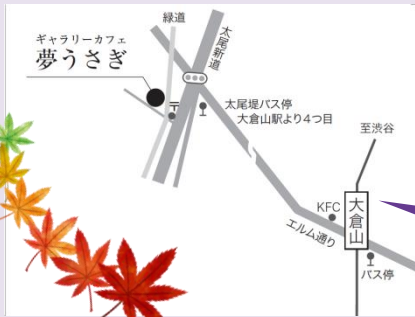 ギャラリーカフェ
夢うさぎ
緑道
太尾新道
〒
太尾堤バス停
大倉山駅より4つ目
至渋谷
KFC
大倉山
エルム通り
バス停